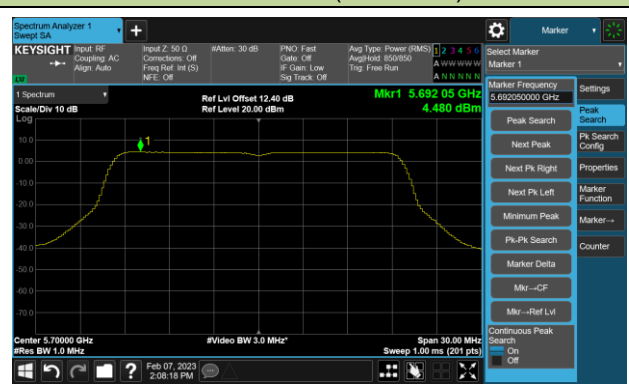 Spectrum Analyzer 1
Swept SA
Marker
KEYSIGHT
Input: RF
Coupling: AC
Align: Auto
Input Z: 50 Ω
Corrections: Off
Freq Ref: Int (S)
NFE: Off
#Atten: 30 dB
PNO: Fast
Gate: Off
IF Gain: Low
Sig Track: Off
Avg Type: Power (RMS)
Avg|Hold: 850/850
Trig: Free Run
1 2 3 4 5 6
A W W W W W
A N N N N N
LW
Select Marker
Marker 1
1 Spectrum
Scale/Div 10 dB
Log
Ref Lvl Offset 12.40 dB
Ref Level 20.00 dBm
Mkr1 5.692 05 GHz
4.480 dBm
10.0
0.00
-10.0
-20.0
-30.0
-40.0
-50.0
-60.0
-70.0
1
Center 5.70000 GHz
#Res BW 1.0 MHz
#Video BW 3.0 MHz*
Span 30.00 MHz
Sweep 1.00 ms (201 pts)
Marker Frequency
5.692050000 GHz
Peak Search
Next Peak
Next Pk Right
Next Pk Left
Minimum Peak
Pk-Pk Search
Marker Delta
Mkr→CF
Mkr→Ref Lvl
Continuous Peak
Search
On
Off
Settings
Peak
Search
Pk Search
Config
Properties
Marker
Function
Marker→
Counter
?
Feb 07, 2023
2:08:18 PM